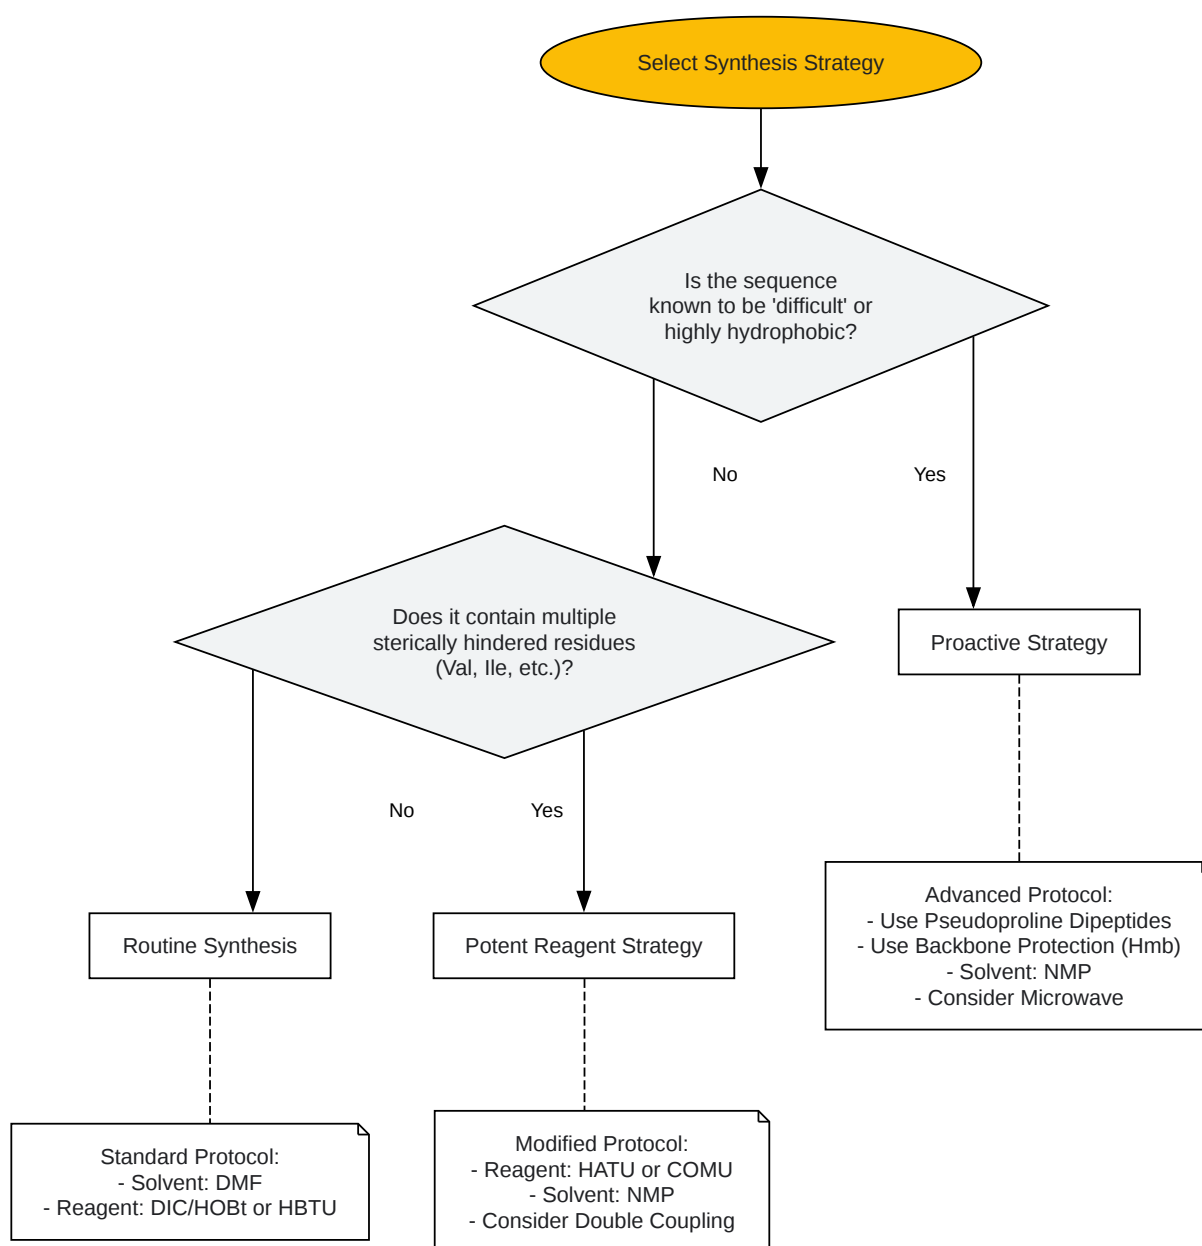 Select Synthesis Strategy
Is the sequence
known to be 'difficult' or
highly hydrophobic?
No
Yes
Does it contain multiple
sterically hindered residues
(Val, Ile, etc.)?
Proactive Strategy
No
Yes
Routine Synthesis
Potent Reagent Strategy
Advanced Protocol:
- Use Pseudoproline Dipeptides
- Use Backbone Protection (Hmb)
- Solvent: NMP
- Consider Microwave
Standard Protocol:
- Solvent: DMF
- Reagent: DIC/HOBt or HBTU
Modified Protocol:
- Reagent: HATU or COMU
- Solvent: NMP
- Consider Double Coupling